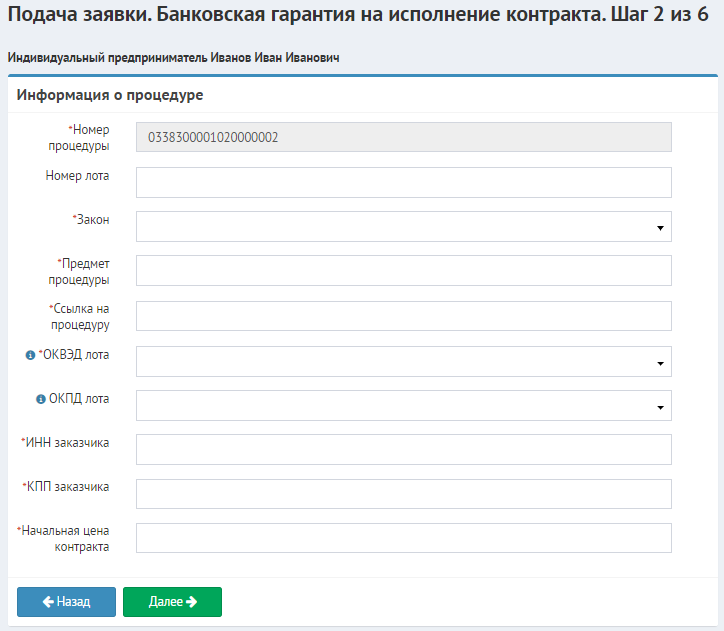 Подача заявки. Банковская гарантия на исполнение контракта. Шаг 2 из 6
Индивидуальный предприниматель Иванов Иван Иванович
Информация о процедуре
*Номер
процедуры
0338300001020000002
Номер лота
*Закон
*Предмет
процедуры
*Ссылка на
процедуру
*ОКВЭД лота
ОКПД лота
*ИНН заказчика
*КПП заказчика
*Начальная цена
контракта
Назад
Далее